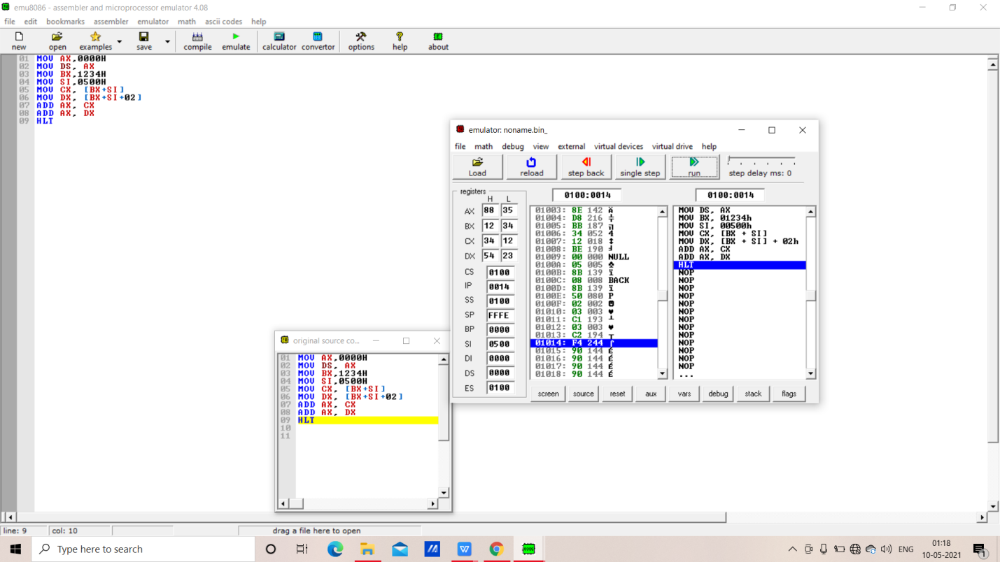 emu8086 - assembler and microprocessor emulator 4.08
file edit bookmarks assembler emulator math ascii codes help
new open examples save compile emulate calculator convertor options help about
01 MOV AX,0000H
02 MOV DS, AX
03 MOV BX,1234H
04 MOV SI,0500H
05 MOV CX, [BX+SI]
06 MOV DX, [BX+SI+02]
07 ADD AX, CX
08 ADD AX, DX
09 HLT
emulator: noname.bin_
file math debug view external virtual devices virtual drive help
Load reload step back single step run step delay ms: 0
registers
H L
AX 88 35
BX 12 34
CX 34 12
DX 54 23
CS 0100
IP 0014
SS 0100
SP FFFE
BP 0000
SI 0500
DI 0000
DS 0000
ES 0100
0100:0014
01003: 8E 142 Ä
01004: D8 216 ╪
01005: BB 187 ╗
01006: 34 052 4
01007: 12 018 ↕
01008: BE 190 ╛
01009: 00 000 NULL
0100A: 05 005 ♣
0100B: 8B 139 ï
0100C: 08 008 BACK
0100D: 8B 139 ï
0100E: 50 080 P
0100F: 02 002 ☻
01010: 03 003 ♥
01011: C1 193 ┴
01012: 03 003 ♥
01013: C2 194 ┬
01014: F4 244 ⌠
01015: 90 144 É
01016: 90 144 É
01017: 90 144 É
01018: 90 144 É
0100:0014
MOV DS, AX
MOV BX, 01234h
MOV SI, 00500h
MOV CX, [BX + SI]
MOV DX, [BX + SI] + 02h
ADD AX, CX
ADD AX, DX
HLT
NOP
NOP
NOP
NOP
NOP
NOP
NOP
NOP
NOP
NOP
NOP
NOP
NOP
...
screen source reset aux vars debug stack flags
original source co...
01 MOV AX,0000H
02 MOV DS, AX
03 MOV BX,1234H
04 MOV SI,0500H
05 MOV CX, [BX+SI]
06 MOV DX, [BX+SI+02]
07 ADD AX, CX
08 ADD AX, DX
09 HLT
10
11
line: 9 col: 10 drag a file here to open
Type here to search
ENG
01:18
10-05-2021
1